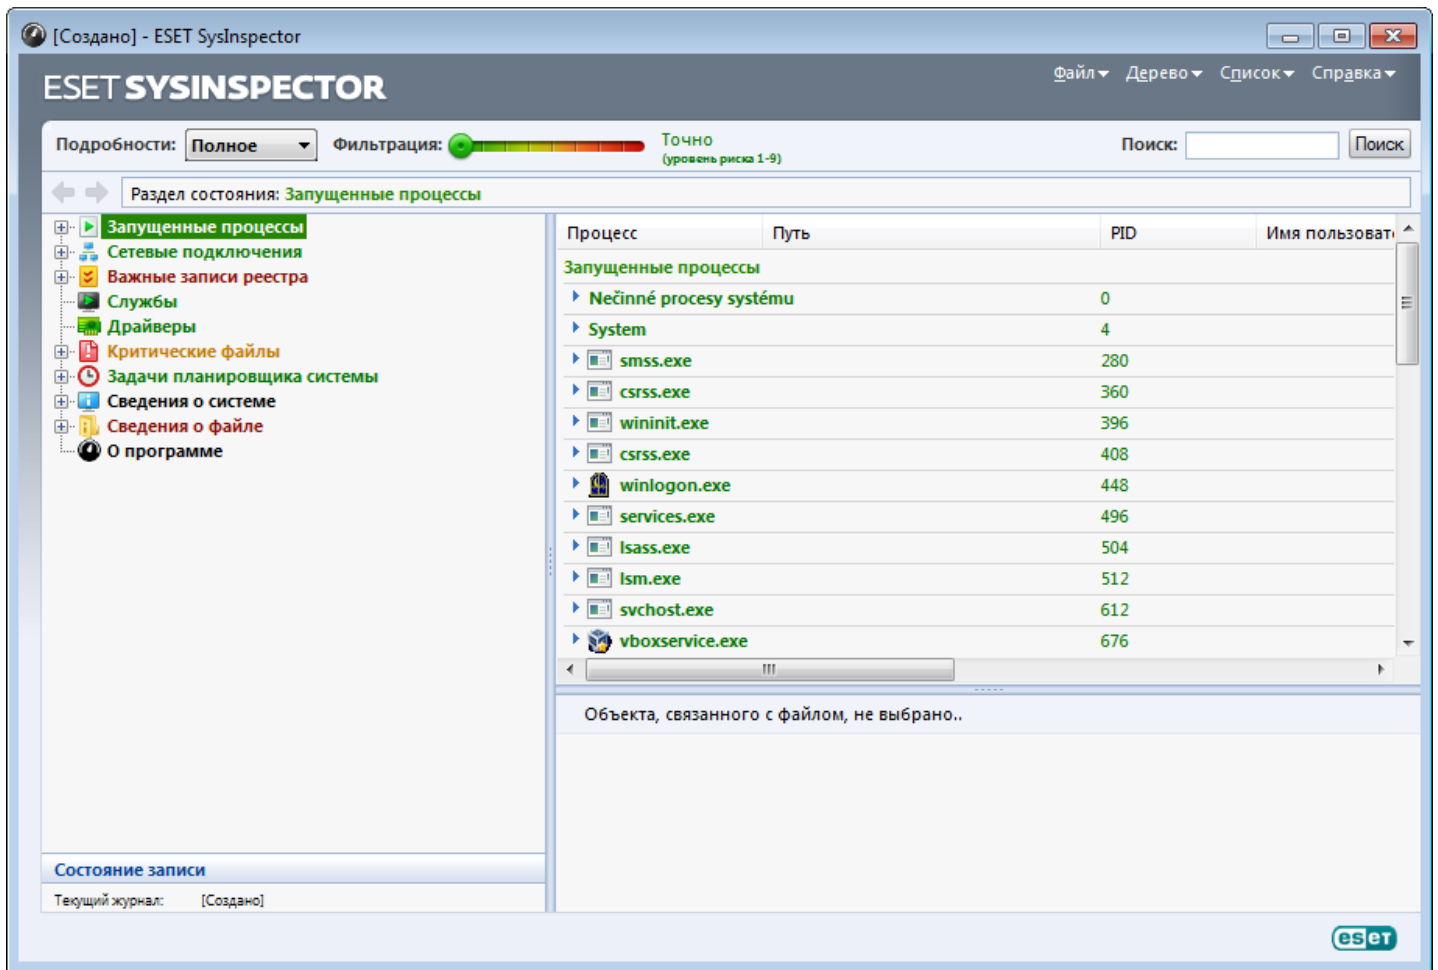 [Создано] - ESET SysInspector
ESET SYSINSPECTOR
Файл Дерево Список Справка
Подробности: Полное Фильтрация: Точно (уровень риска 1-9) Поиск: Поиск
Раздел состояния: Запущенные процессы
Запущенные процессы
Сетевые подключения
Важные записи реестра
Службы
Драйверы
Критические файлы
Задачи планировщика системы
Сведения о системе
Сведения о файле
О программе
Процесс Путь PID Имя пользоват
Запущенные процессы
Nečinné procesy systému 0
System 4
smss.exe 280
csrss.exe 360
wininit.exe 396
csrss.exe 408
winlogon.exe 448
services.exe 496
lsass.exe 504
lsm.exe 512
svchost.exe 612
vboxservice.exe 676
Объекта, связанного с файлом, не выбрано..
Состояние записи
Текущий журнал: [Создано]
eset